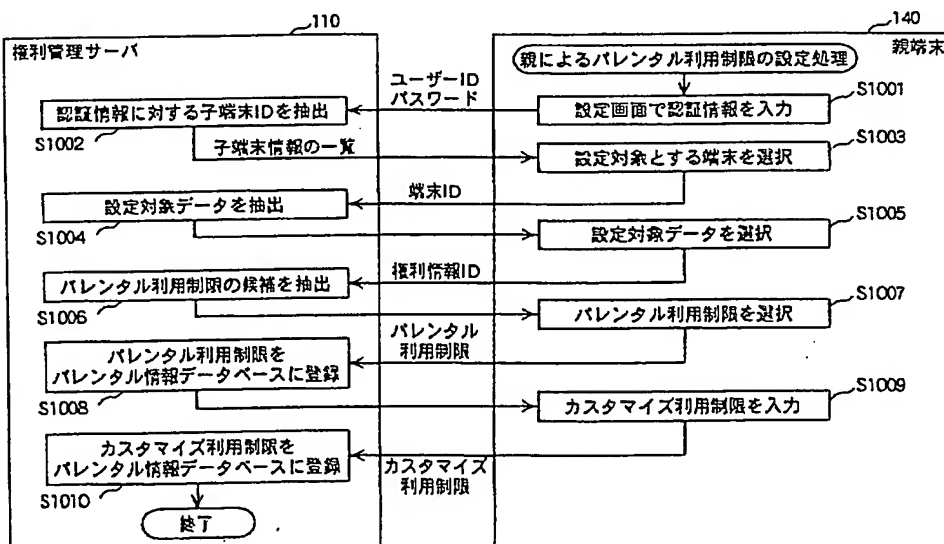 110
140
権利管理サーバ
親端末
親によるパレンタル利用制限の設定処理
ユーザーID
パスワード
設定画面で認証情報を入力
S1001
認証情報に対する子端末IDを抽出
S1002
子端末情報の一覧
設定対象とする端末を選択
S1003
端末ID
設定対象データを抽出
S1004
設定対象データを選択
S1005
権利情報ID
パレンタル利用制限の候補を抽出
S1006
パレンタル利用制限を選択
S1007
パレンタル
利用制限
パレンタル利用制限を
パレンタル情報データベースに登録
S1008
カスタマイズ利用制限を入力
S1009
カスタマイズ利用制限を
パレンタル情報データベースに登録
S1010
カスタマイズ
利用制限
終了